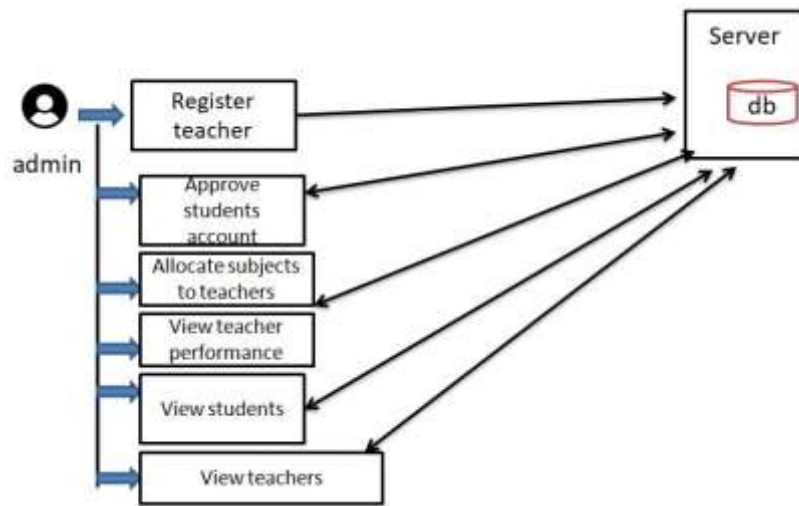 Server
db
Register
teacher
admin
Approve
students
account
Allocate subjects
to teachers
View teacher
performance
View students
View teachers